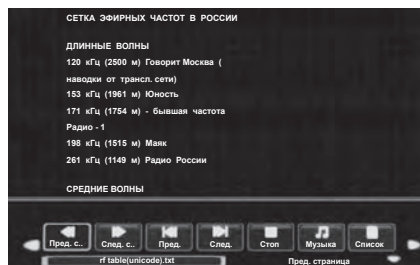 СЕТКА ЭФИРНЫХ ЧАСТОТ В РОССИИ
ДЛИННЫЕ ВОЛНЫ
120 кГц (2500 м) Говорит Москва (
наводки от трансл. сети)
153 кГц (1961 м) Юность
171 кГц (1754 м) - бывшая частота
Радио - 1
198 кГц (1515 м) Маяк
261 кГц (1149 м) Радио России
СРЕДНИЕ ВОЛНЫ
Пред. с.. След. с.. Пред. След. Стоп Музыка Список
rf table(unicode).txt Пред. страница